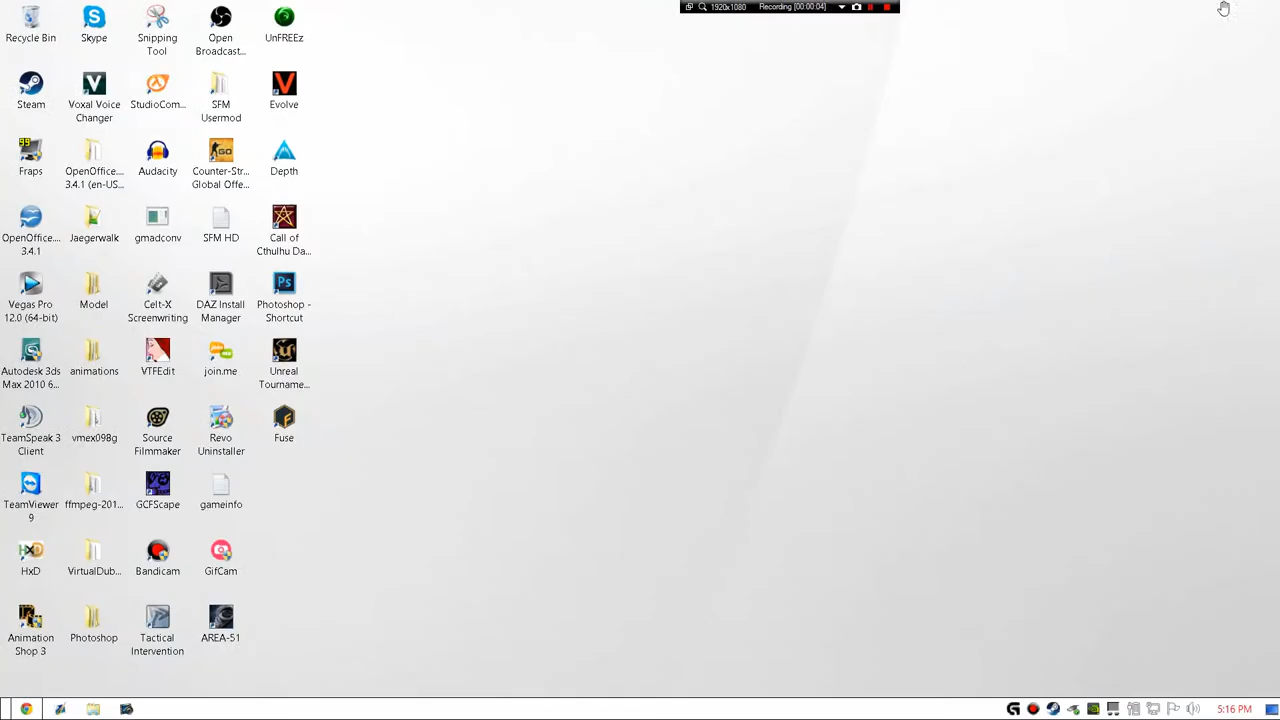 1920x1080 Recording [00:00:04]
Recycle Bin
Skype
Snipping
Tool
Open
Broadcast...
UnFREEz
Steam
Voxal Voice
Changer
StudioCom...
SFM
Usermod
Evolve
99
Fraps
OpenOffice...
3.4.1 (en-US...
Audacity
GO
Counter-Str...
Global Offe...
Depth
OpenOffice....
3.4.1
Jaegerwalk
gmadconv
SFM HD
Call of
Cthulhu Da...
Vegas Pro
12.0 (64-bit)
Model
Celt-X
Screenwriting
DAZ Install
Manager
Ps
Photoshop -
Shortcut
Autodesk 3ds
Max 2010 6...
animations
VTFEdit
join.me
Unreal
Tourname...
TeamSpeak 3
Client
vmex098g
Source
Filmmaker
Revo
Uninstaller
F
Fuse
TeamViewer
9
ffmpeg-201...
GCFScape
gameinfo
HxD
HxD
VirtualDub...
Bandicam
GifCam
Animation
Shop 3
Photoshop
Tactical
Intervention
AREA-51
5:16 PM